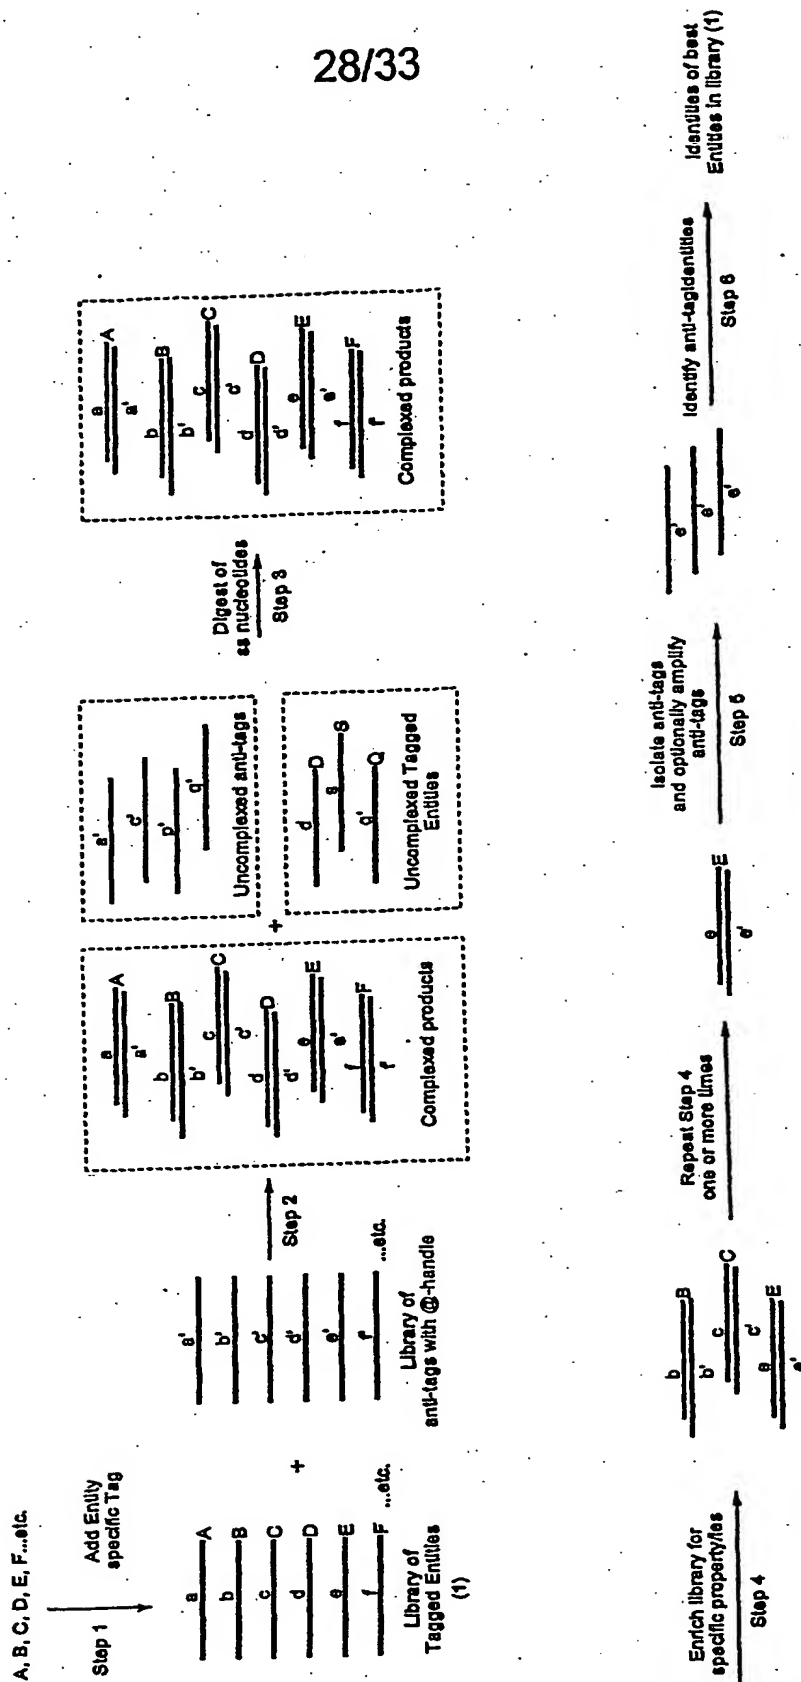 28/33
A, B, C, D, E, F...etc.
Step 1
Add Entity
specific Tag
a
A
b
B
c
C
d
D
e
E
f
F
...etc.
Library of
Tagged Entities
(1)
+
a'
b'
c'
d'
e'
f
...etc.
Library of
anti-tags with @-handle
Step 2
a
A
a'
b
B
b'
c
C
c'
d
D
d'
e
E
e'
f
F
f
Complexed products
+
a'
c'
p'
q'
Uncomplexed anti-tags
d
D
s
S
q'
Q
Uncomplexed Tagged
Entities
Digest of
ss nucleotides
Step 3
a
A
a'
b
B
b'
c
C
c'
d
D
d'
e
E
e'
f
F
f
Complexed products
Enrich library for
specific property/ies
Step 4
b
B
b'
c
C
c'
e
E
e'
Repeat Step 4
one or more times
e
E
e'
Isolate anti-tags
and optionally amplify
anti-tags
Step 5
e'
e'
e'
Identify anti-tagidentities
Step 6
Identities of best
Entities in library (1)